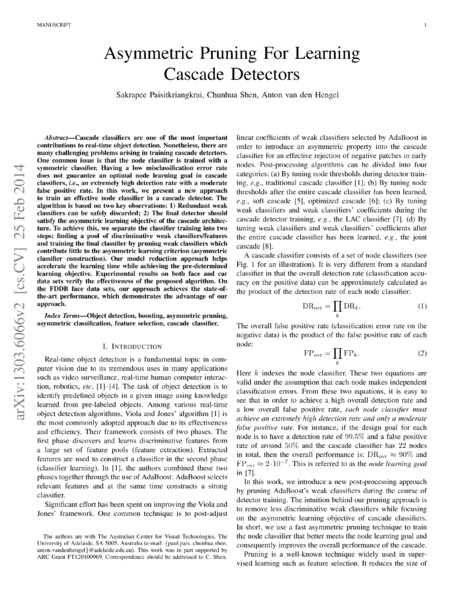 MANUSCRIPT 1
Asymmetric Pruning For Learning
Cascade Detectors
Sakrapee Paisitkriangkrai, Chunhua Shen, Anton van den Hengel
arXiv:1303.6066v2 [cs.CV] 25 Feb 2014
Abstract—Cascade classifiers are one of the most important
contributions to real-time object detection. Nonetheless, there are
many challenging problems arising in training cascade detectors.
One common issue is that the node classifier is trained with a
symmetric classifier. Having a low misclassification error rate
does not guarantee an optimal node learning goal in cascade
classifiers, i.e., an extremely high detection rate with a moderate
false positive rate. In this work, we present a new approach
to train an effective node classifier in a cascade detector. The
algorithm is based on two key observations: 1) Redundant weak
classifiers can be safely discarded; 2) The final detector should
satisfy the asymmetric learning objective of the cascade architec-
ture. To achieve this, we separate the classifier training into two
steps: finding a pool of discriminative weak classifiers/features
and training the final classifier by pruning weak classifiers which
contribute little to the asymmetric learning criterion (asymmetric
classifier construction). Our model reduction approach helps
accelerate the learning time while achieving the pre-determined
learning objective. Experimental results on both face and car
data sets verify the effectiveness of the proposed algorithm. On
the FDDB face data sets, our approach achieves the state-of-
the-art performance, which demonstrates the advantage of our
approach.
Index Terms—Object detection, boosting, asymmetric pruning,
asymmetric classification, feature selection, cascade classifier.
I. INTRODUCTION
Real-time object detection is a fundamental topic in com-
puter vision due to its tremendous uses in many applications
such as video surveillance, real-time human computer interac-
tion, robotics, etc. [1]–[4]. The task of object detection is to
identify predefined objects in a given image using knowledge
learned from pre-labeled objects. Among various real-time
object detection algorithms, Viola and Jones' algorithm [1] is
the most commonly adopted approach due to its effectiveness
and efficiency. Their framework consists of two phases. The
first phase discovers and learns discriminative features from
a large set of feature pools (feature extraction). Extracted
features are used to construct a classifier in the second phase
(classifier learning). In [1], the authors combined these two
phases together through the use of AdaBoost. AdaBoost selects
relevant features and at the same time constructs a strong
classifier.
Significant effort has been spent on improving the Viola and
Jones' framework. One common technique is to post-adjust
The authors are with The Australian Center for Visual Technologies, The
University of Adelaide, SA 5005, Australia (e-mail: {paul.pais, chunhua.shen,
anton.vandenhengel}@adelaide.edu.au). This work was in part supported by
ARC Grant FT120100969. Correspondence should be addressed to C. Shen.
linear coefficients of weak classifiers selected by AdaBoost in
order to introduce an asymmetry property into the cascade
classifier for an effective rejection of negative patches in early
nodes. Post-processing algorithms can be divided into four
categories: (a) By tuning node thresholds during detector train-
ing, e.g., traditional cascade classifier [1]; (b) By tuning node
thresholds after the entire cascade classifier has been learned,
e.g., soft cascade [5], optimized cascade [6]; (c) By tuning
weak classifiers and weak classifiers' coefficients during the
cascade detector training, e.g., the LAC classifier [7]. (d) By
tuning weak classifiers and weak classifiers' coefficients after
the entire cascade classifier has been learned, e.g., the joint
cascade [8].
A cascade classifier consists of a set of node classifiers (see
Fig. 1 for an illustration). It is very different from a standard
classifier in that the overall detection rate (classification accu-
racy on the positive data) can be approximately calculated as
the product of the detection rate of each node classifier:
DRovr = ∏k DRk. (1)
The overall false positive rate (classification error rate on the
negative data) is the product of the false positive rate of each
node:
FPovr = ∏k FPk. (2)
Here k indexes the node classifier. These two equations are
valid under the assumption that each node makes independent
classification errors. From these two equations, it is easy to
see that in order to achieve a high overall detection rate and
a low overall false positive rate, each node classifier must
achieve an extremely high detection rate and only a moderate
false positive rate. For instance, if the design goal for each
node is to have a detection rate of 99.5% and a false positive
rate of around 50% and the cascade classifier has 22 nodes
in total, then the overall performance is: DRovr ≈ 90% and
FPovr ≈ 2·10⁻⁷. This is referred to as the node learning goal
in [7].
In this work, we introduce a new post-processing approach
by pruning AdaBoost's weak classifiers during the course of
detector training. The intuition behind our pruning approach is
to remove less discriminative weak classifiers while focusing
on the asymmetric learning objective of cascade classifiers.
In short, we use a fast asymmetric pruning technique to train
the node classifier that better meets the node learning goal and
consequently improves the overall performance of the cascade.
Pruning is a well-known technique widely used in super-
vised learning such as feature selection. It reduces the size of